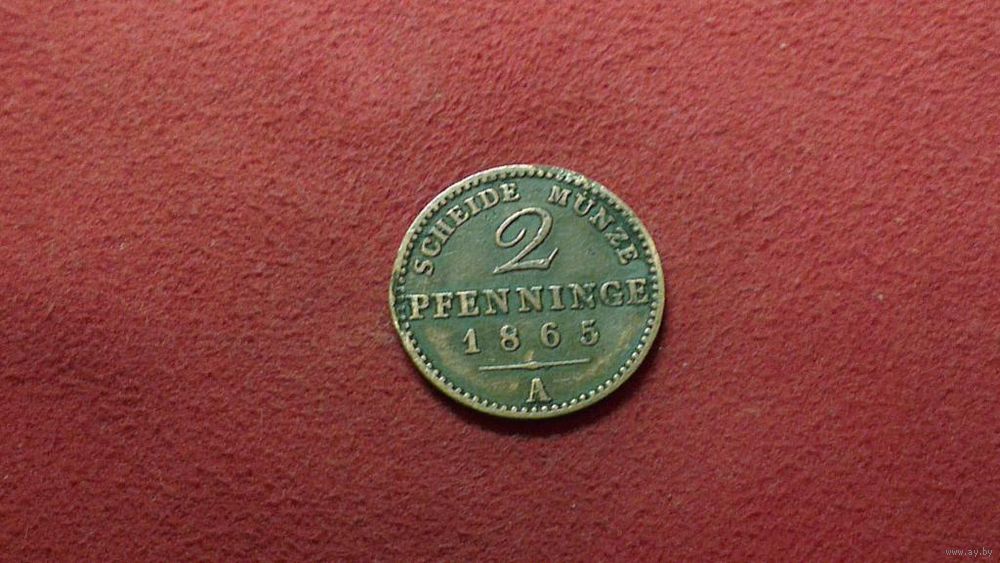 SCHEIDE MÜNZE
2
PFENNINGE
1865
A
www.ay.by